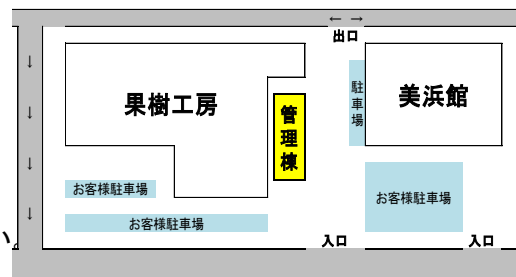 ← →
出口
↓
↓
↓
↓
果樹工房
管理棟
駐車場
美浜館
お客様駐車場
お客様駐車場
お客様駐車場
い
入口
入口